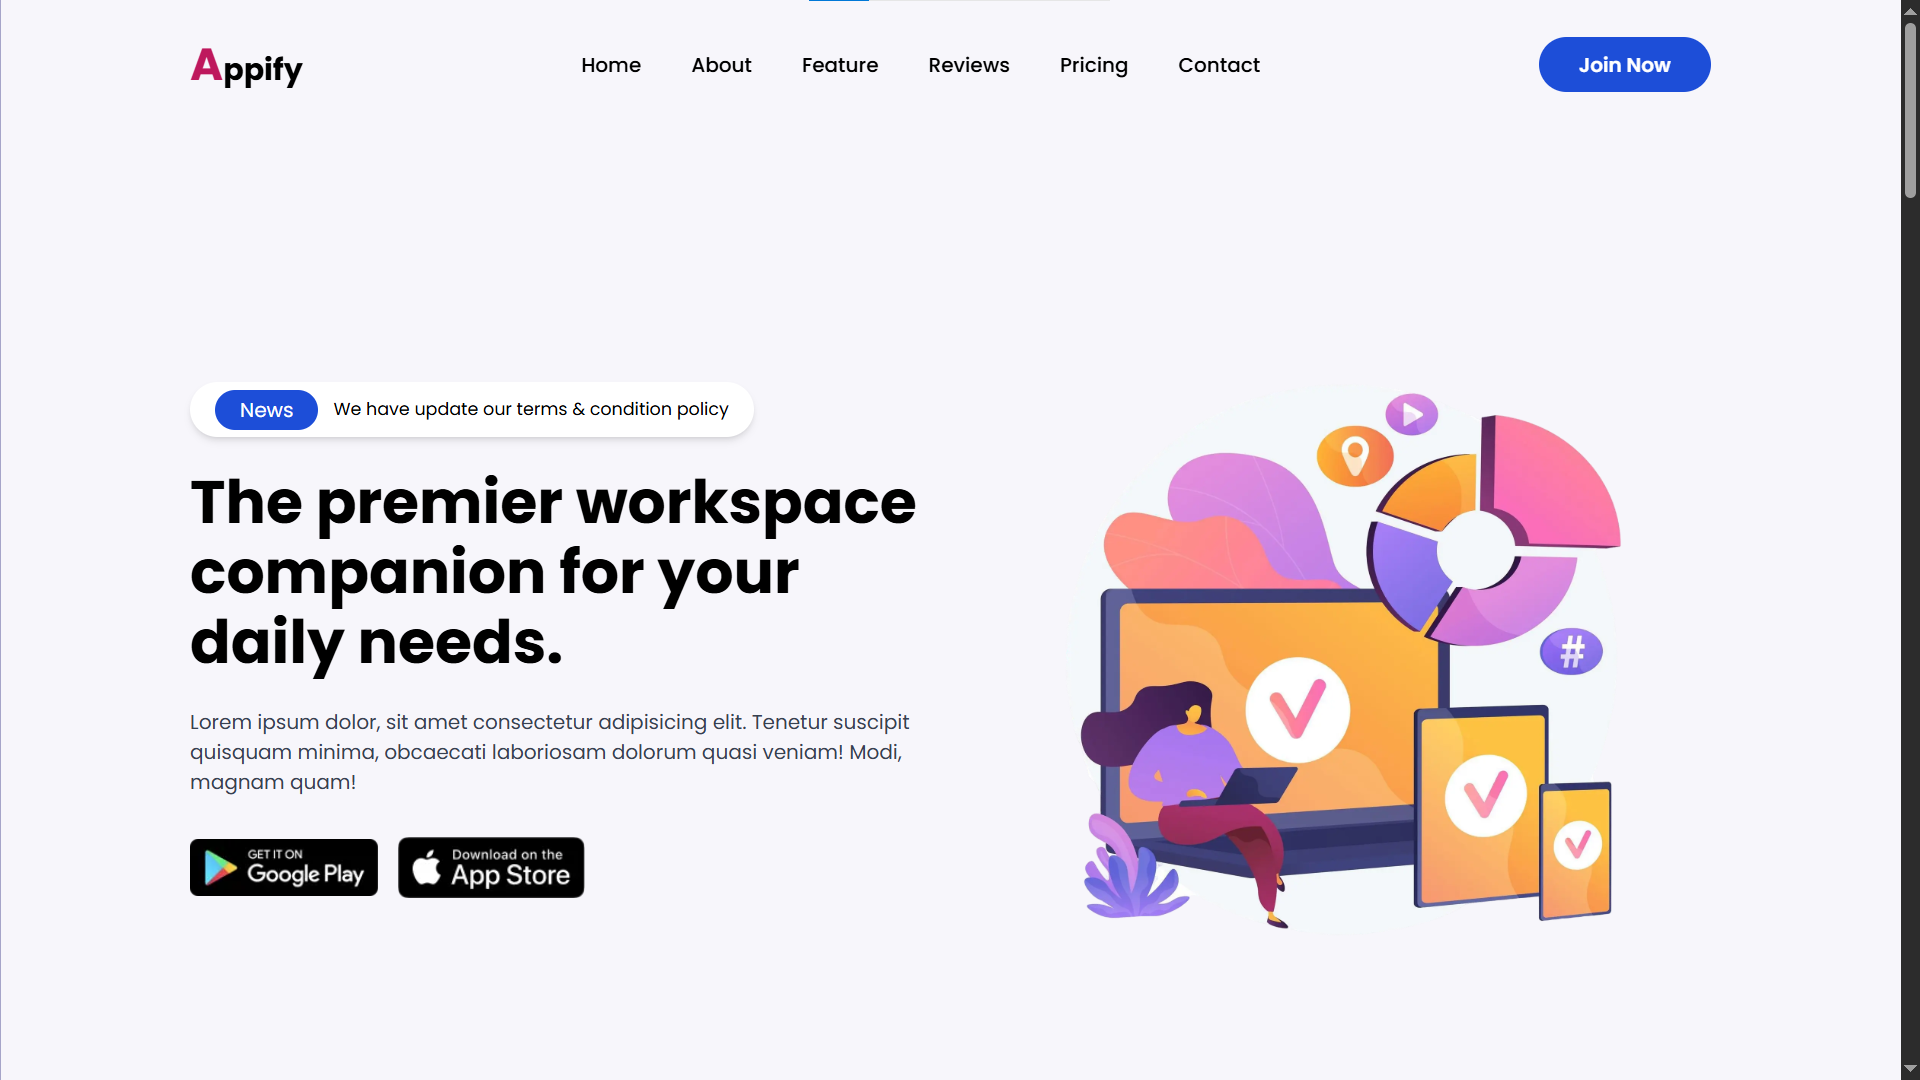 Appify
Home About Feature Reviews Pricing Contact
Join Now
News We have update our terms & condition policy
The premier workspace
companion for your
daily needs.
Lorem ipsum dolor, sit amet consectetur adipisicing elit. Tenetur suscipit
quisquam minima, obcaecati laboriosam dolorum quasi veniam! Modi,
magnam quam!
GET IT ON
Google Play
Download on the
App Store
#